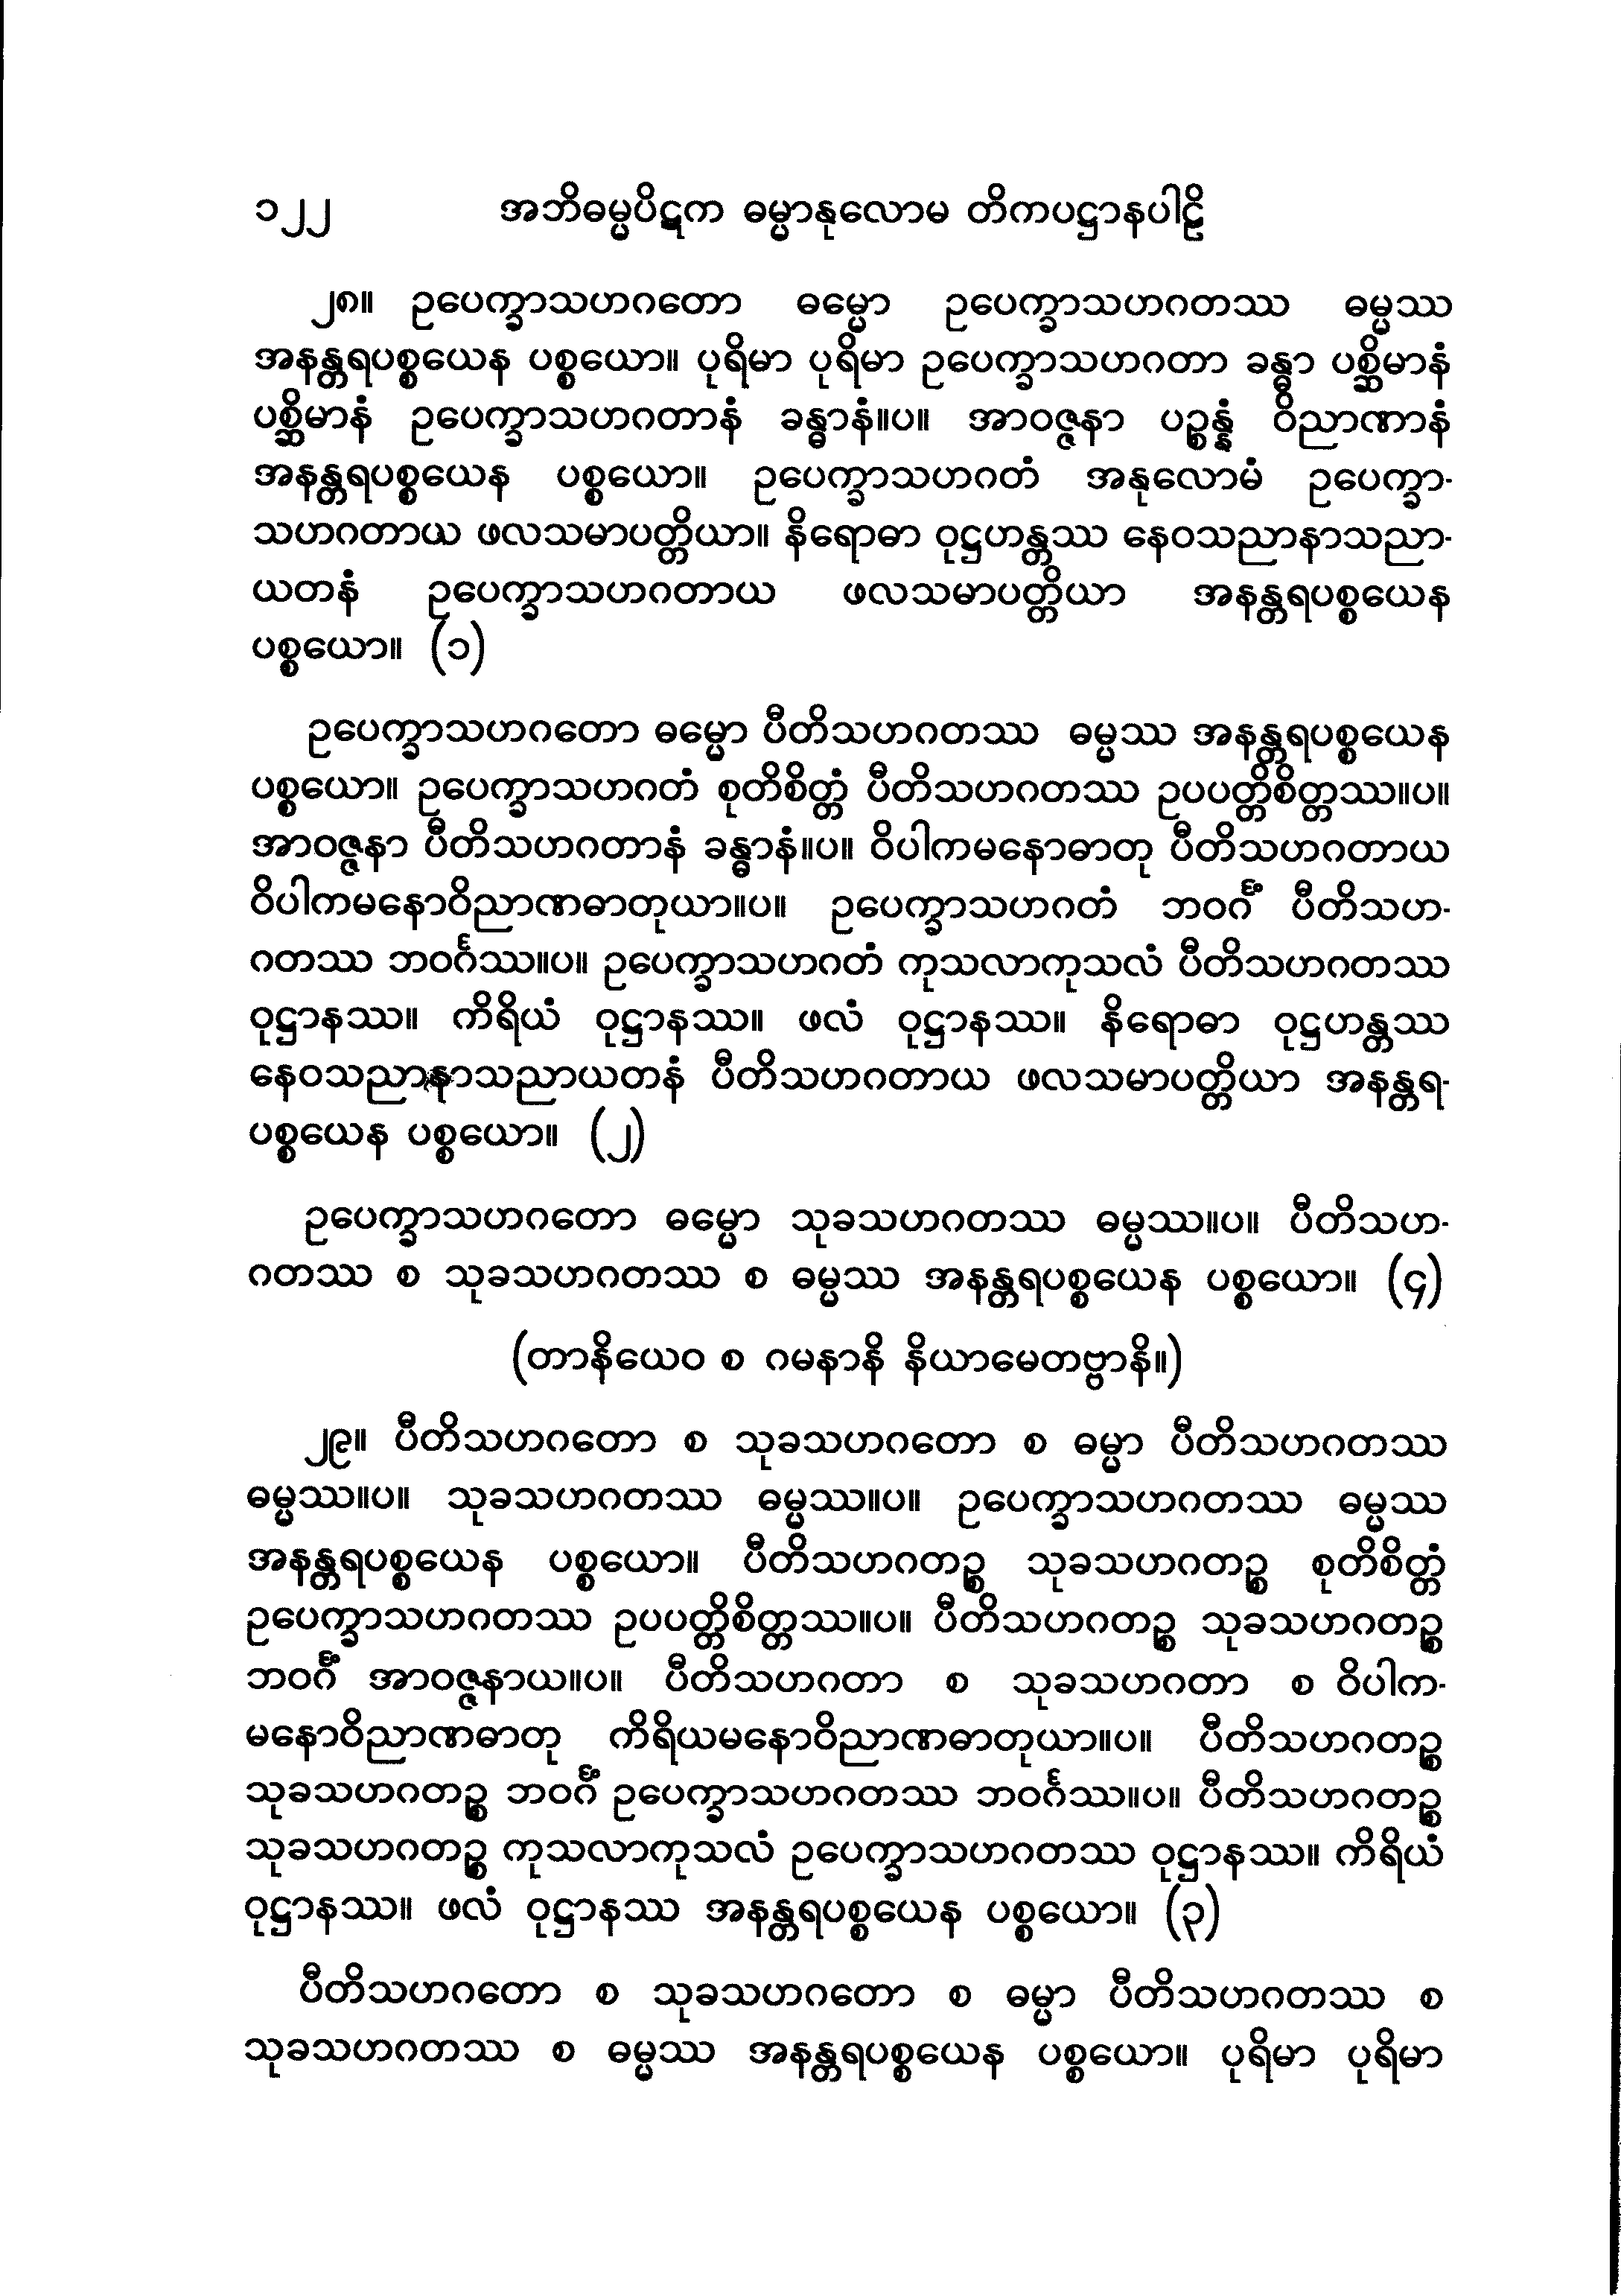 ၁၂၂ အဘိဓမ္မပိဋက ဓမ္မာနုလောမ တိကပဋ္ဌာနပါဠိ
၂၈။ ဥပေက္ခာသဟဂတော ဓမ္မော ဥပေက္ခာသဟဂတဿ ဓမ္မဿ
အနန္တရပစ္စယေန ပစ္စယော။ ပုရိမာ ပုရိမာ ဥပေက္ခာသဟဂတာ ခန္ဓာ ပစ္ဆိမာနံ
ပစ္ဆိမာနံ ဥပေက္ခာသဟဂတာနံ ခန္ဓာနံ။ပ။ အာဝဇ္ဇနာ ပဉ္စန္နံ ဝိညာဏာနံ
အနန္တရပစ္စယေန ပစ္စယော။ ဥပေက္ခာသဟဂတံ အနုလောမံ ဥပေက္ခာ-
သဟဂတာယ ဖလသမာပတ္တိယာ။ နိရောဓာ ဝုဋ္ဌဟန္တဿ နေဝသညာနာသညာ-
ယတနံ ဥပေက္ခာသဟဂတာယ ဖလသမာပတ္တိယာ အနန္တရပစ္စယေန
ပစ္စယော။ (၁)
ဥပေက္ခာသဟဂတော ဓမ္မော ပီတိသဟဂတဿ ဓမ္မဿ အနန္တရပစ္စယေန
ပစ္စယော။ ဥပေက္ခာသဟဂတံ စုတိစိတ္တံ ပီတိသဟဂတဿ ဥပပတ္တိစိတ္တဿ။ပ။
အာဝဇ္ဇနာ ပီတိသဟဂတာနံ ခန္ဓာနံ။ပ။ ဝိပါကမနောဓာတု ပီတိသဟဂတာယ
ဝိပါကမနောဝိညာဏဓာတုယာ။ပ။ ဥပေက္ခာသဟဂတံ ဘဝင်္ဂံ ပီတိသဟ-
ဂတဿ ဘဝင်္ဂဿ။ပ။ ဥပေက္ခာသဟဂတံ ကုသလာကုသလံ ပီတိသဟဂတဿ
ဝုဋ္ဌာနဿ။ ကိရိယံ ဝုဋ္ဌာနဿ။ ဖလံ ဝုဋ္ဌာနဿ။ နိရောဓာ ဝုဋ္ဌဟန္တဿ
နေဝသညာနာသညာယတနံ ပီတိသဟဂတာယ ဖလသမာပတ္တိယာ အနန္တရ-
ပစ္စယေန ပစ္စယော။ (၂)
ဥပေက္ခာသဟဂတော ဓမ္မော သုခသဟဂတဿ ဓမ္မဿ။ပ။ ပီတိသဟ-
ဂတဿ စ သုခသဟဂတဿ စ ဓမ္မဿ အနန္တရပစ္စယေန ပစ္စယော။ (၄)
(တာနိယေဝ စ ဂမနာနိ နိယာမေတဗ္ဗာနိ။)
၂၉။ ပီတိသဟဂတော စ သုခသဟဂတော စ ဓမ္မာ ပီတိသဟဂတဿ
ဓမ္မဿ။ပ။ သုခသဟဂတဿ ဓမ္မဿ။ပ။ ဥပေက္ခာသဟဂတဿ ဓမ္မဿ
အနန္တရပစ္စယေန ပစ္စယော။ ပီတိသဟဂတဉ္စ သုခသဟဂတဉ္စ စုတိစိတ္တံ
ဥပေက္ခာသဟဂတဿ ဥပပတ္တိစိတ္တဿ။ပ။ ပီတိသဟဂတဉ္စ သုခသဟဂတဉ္စ
ဘဝင်္ဂံ အာဝဇ္ဇနာယ။ပ။ ပီတိသဟဂတာ စ သုခသဟဂတာ စ ဝိပါက-
မနောဝိညာဏဓာတု ကိရိယမနောဝိညာဏဓာတုယာ။ပ။ ပီတိသဟဂတဉ္စ
သုခသဟဂတဉ္စ ဘဝင်္ဂံ ဥပေက္ခာသဟဂတဿ ဘဝင်္ဂဿ။ပ။ ပီတိသဟဂတဉ္စ
သုခသဟဂတဉ္စ ကုသလာကုသလံ ဥပေက္ခာသဟဂတဿ ဝုဋ္ဌာနဿ။ ကိရိယံ
ဝုဋ္ဌာနဿ။ ဖလံ ဝုဋ္ဌာနဿ အနန္တရပစ္စယေန ပစ္စယော။ (၃)
ပီတိသဟဂတော စ သုခသဟဂတော စ ဓမ္မာ ပီတိသဟဂတဿ စ
သုခသဟဂတဿ စ ဓမ္မဿ အနန္တရပစ္စယေန ပစ္စယော။ ပုရိမာ ပုရိမာ